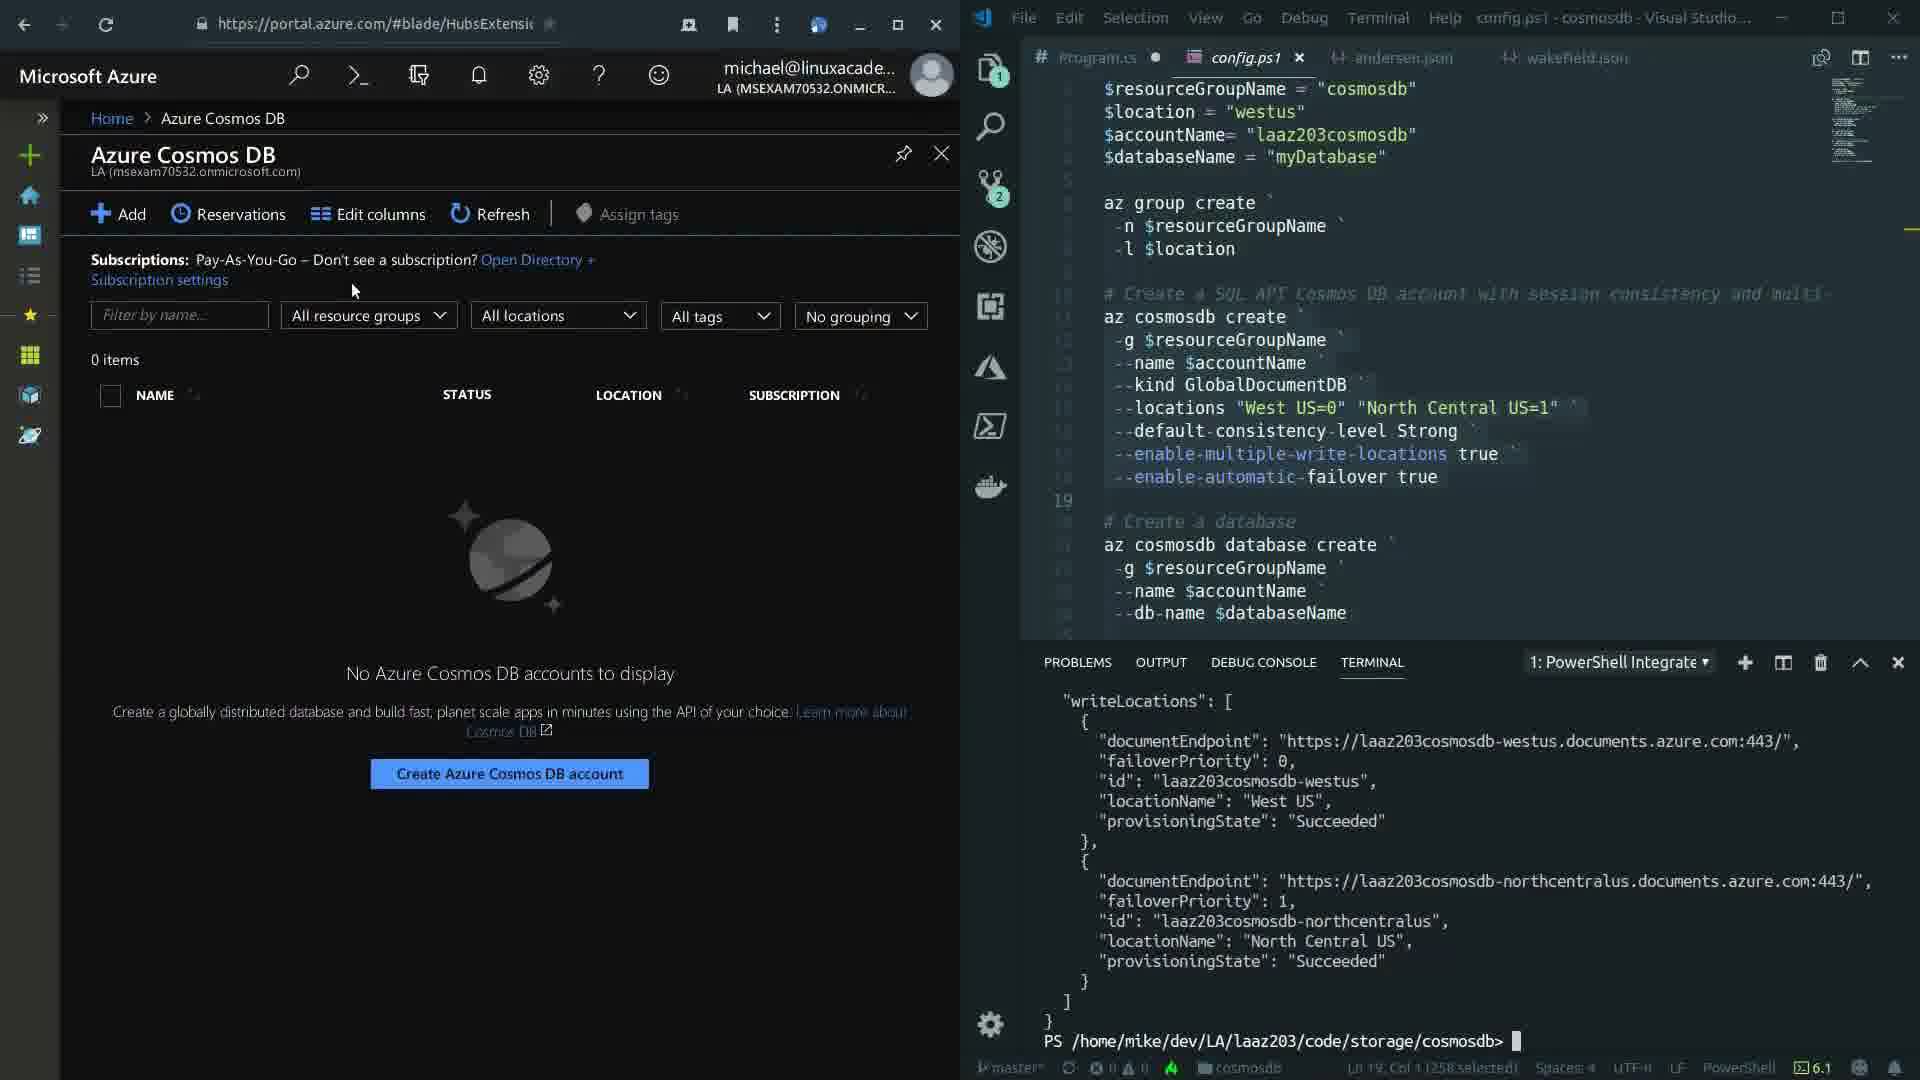 https://portal.azure.com/#blade/HubsExtensi
Microsoft Azure
michael@linuxacade...
LA (MSEXAM70532.ONMICR...
Home > Azure Cosmos DB
Azure Cosmos DB
LA (msexam70532.onmicrosoft.com)
Add
Reservations
Edit columns
Refresh
Assign tags
Subscriptions: Pay-As-You-Go – Don't see a subscription? Open Directory +
Subscription settings
Filter by name...
All resource groups
All locations
All tags
No grouping
0 items
NAME
STATUS
LOCATION
SUBSCRIPTION
No Azure Cosmos DB accounts to display
Create a globally distributed database and build fast, planet scale apps in minutes using the API of your choice. Learn more about
Cosmos DB
Create Azure Cosmos DB account
File Edit Selection View Go Debug Terminal Help config.ps1 - cosmosdb - Visual Studio...
# Program.cs
config.ps1
andersen.json
wakefield.json
1
2
$resourceGroupName = "cosmosdb"
$location = "westus"
$accountName= "laaz203cosmosdb"
$databaseName = "myDatabase"
az group create `
-n $resourceGroupName `
-l $location
# Create a SQL API Cosmos DB account with session consistency and multi-
az cosmosdb create `
-g $resourceGroupName `
--name $accountName `
--kind GlobalDocumentDB `
--locations "West US=0" "North Central US=1" `
--default-consistency-level Strong `
--enable-multiple-write-locations true `
--enable-automatic-failover true
19
# Create a database
az cosmosdb database create `
-g $resourceGroupName `
--name $accountName `
--db-name $databaseName
PROBLEMS OUTPUT DEBUG CONSOLE TERMINAL
1: PowerShell Integrate
"writeLocations": [
{
"documentEndpoint": "https://laaz203cosmosdb-westus.documents.azure.com:443/",
"failoverPriority": 0,
"id": "laaz203cosmosdb-westus",
"locationName": "West US",
"provisioningState": "Succeeded"
},
{
"documentEndpoint": "https://laaz203cosmosdb-northcentralus.documents.azure.com:443/",
"failoverPriority": 1,
"id": "laaz203cosmosdb-northcentralus",
"locationName": "North Central US",
"provisioningState": "Succeeded"
}
]
}
PS /home/mike/dev/LA/laaz203/code/storage/cosmosdb>
master* 0 0 cosmosdb
Ln 19, Col 1 (258 selected) Spaces: 4 UTF-8 LF PowerShell 6.1